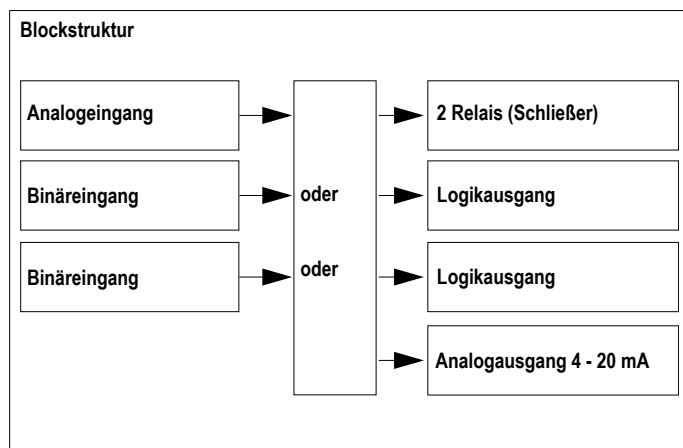 Blockstruktur
Analogeingang
2 Relais (Schließer)
Binäreingang
oder
Logikausgang
Binäreingang
oder
Logikausgang
Analogausgang 4 - 20 mA